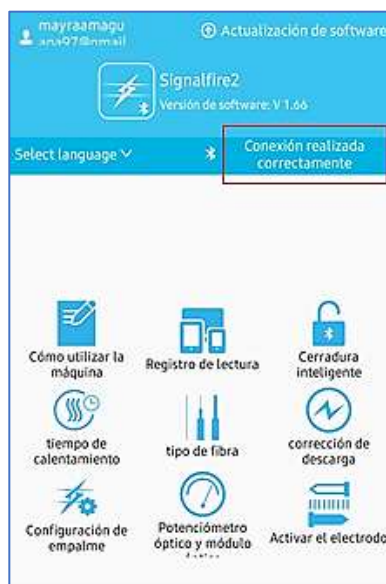 mayraamagu
Actualización de software
Signalfire2
Versión de software: V 1.66
Select language
Conexión realizada
correctamente
Cómo utilizar la
máquina
Registro de lectura
Cerradura
inteligente
tiempo de
calentamiento
tipo de fibra
corrección de
descarga
Configuración de
empalme
Potenciómetro
óptico y módulo
Activar el electrodo